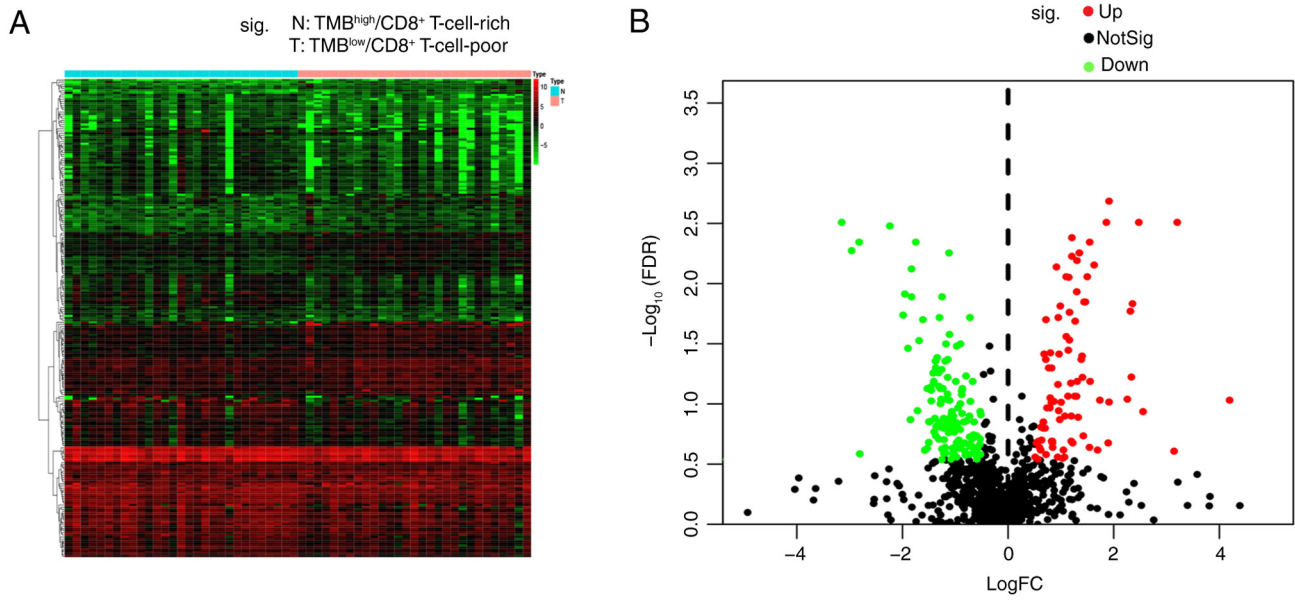 A
sig. N: TMBhigh/CD8+ T-cell-rich
T: TMBlow/CD8+ T-cell-poor
Type
10
5
0
−5
Type
N
T
B
sig. Up
NotSig
Down
3.5
3.0
2.5
2.0
1.5
1.0
0.5
0.0
−Log10 (FDR)
−4 −2 0 2 4
LogFC